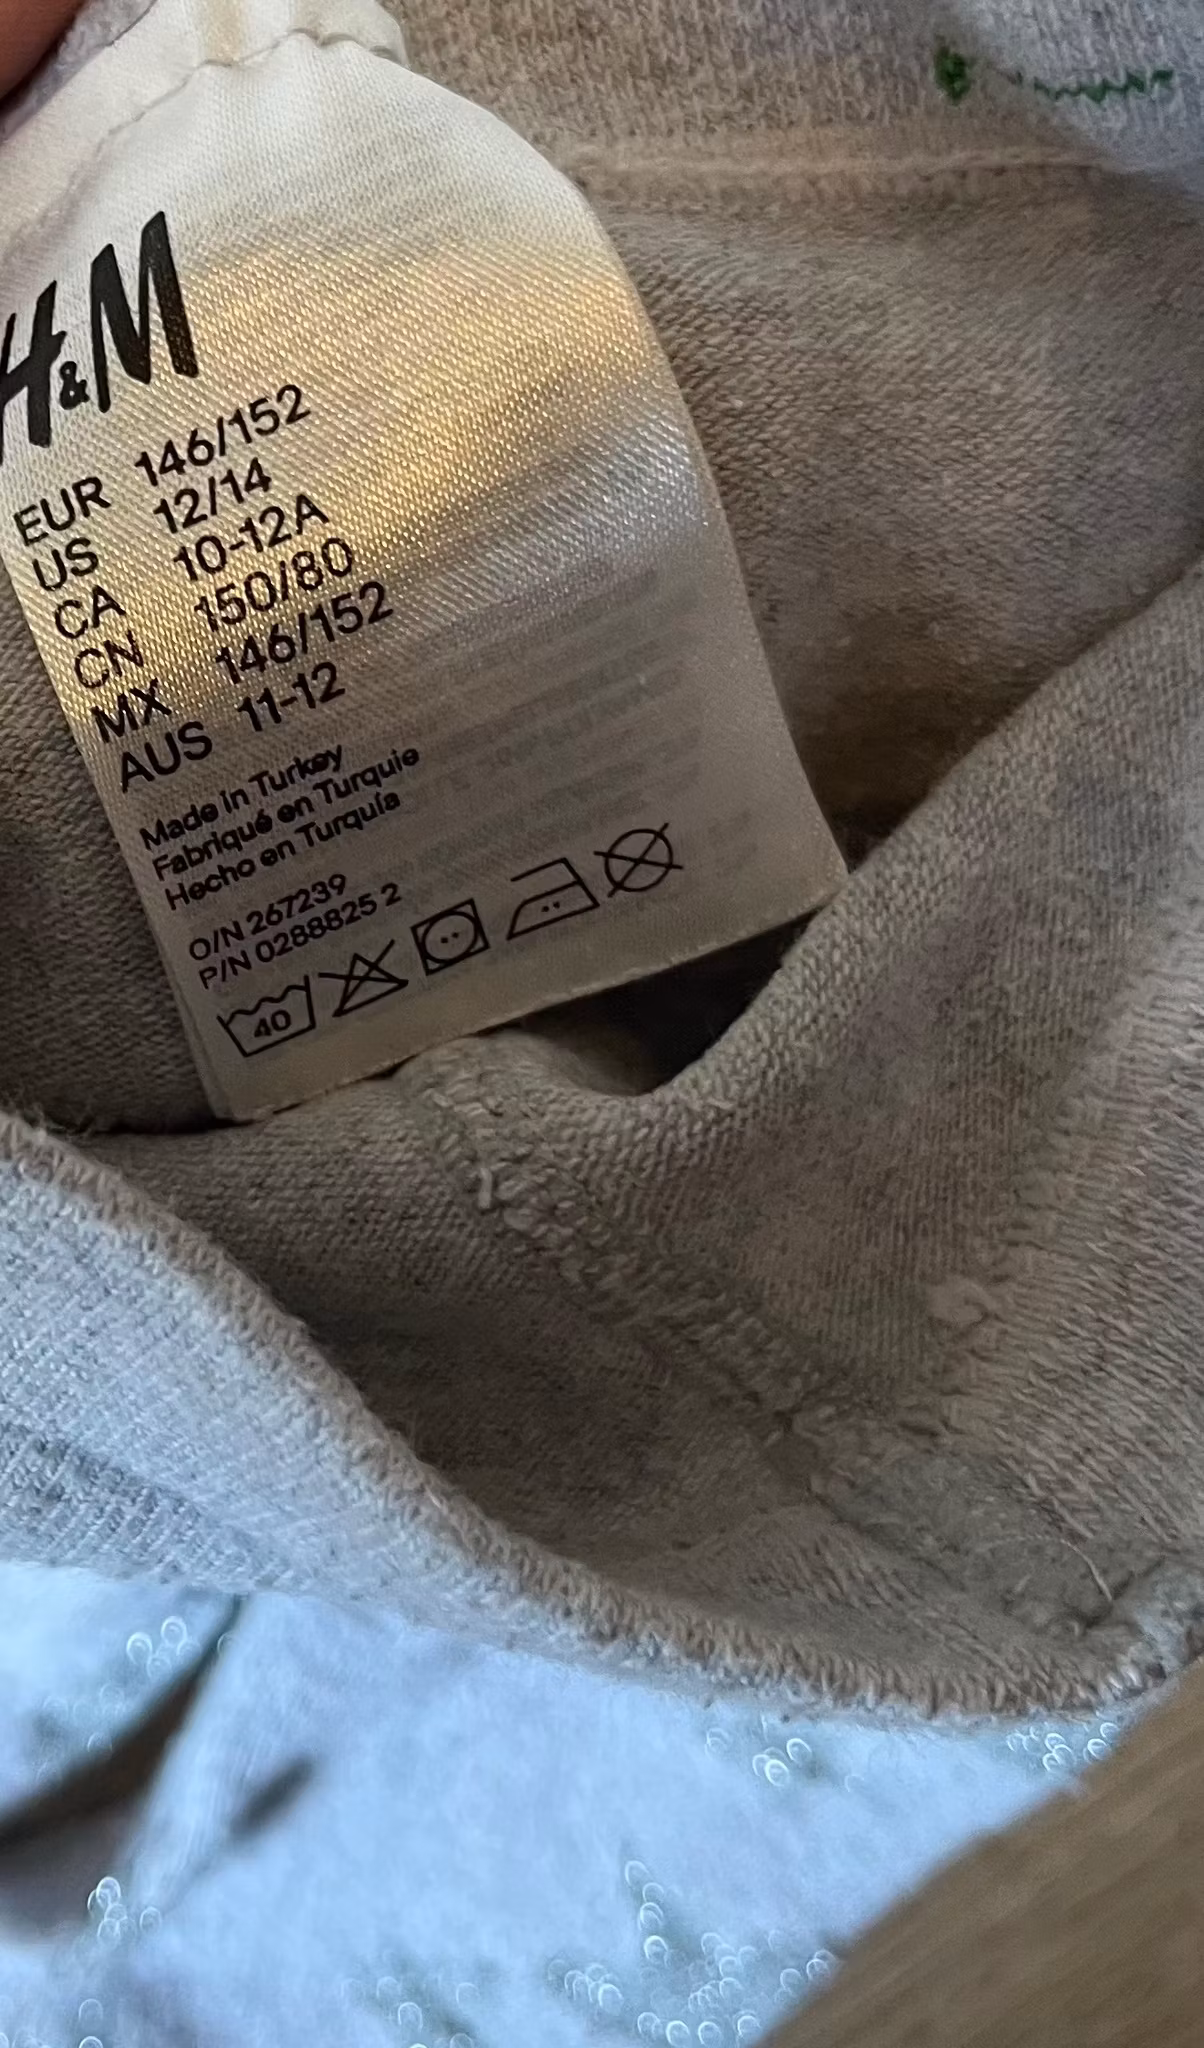 H&M
EUR 146/152
US 12/14
CA 10-12A
CN 150/80
MX 146/152
AUS 11-12
Made in Turkey
Fabriqué en Turquie
Hecho en Turquía
O/N 267239
P/N 0288825 2
40